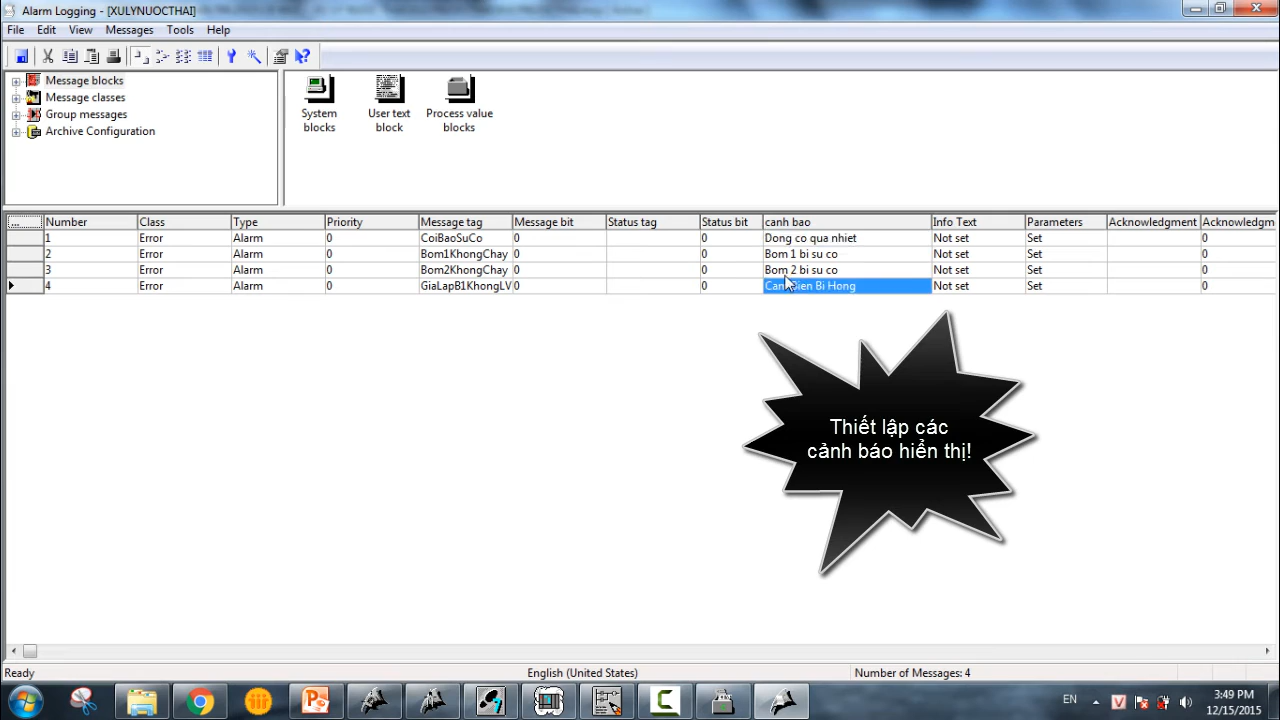 Alarm Logging - [XULYNUOCTHAI]
File Edit View Messages Tools Help
Message blocks
Message classes
Group messages
Archive Configuration
System blocks
User text block
Process value blocks
... Number Class Type Priority Message tag Message bit Status tag Status bit canh bao Info Text Parameters Acknowledgment Acknowledgm
1 Error Alarm 0 CoiBaoSuCo 0 0 Dong co qua nhiet Not set Set 0
2 Error Alarm 0 Bom1KhongChay 0 0 Bom 1 bi su co Not set Set 0
3 Error Alarm 0 Bom2KhongChay 0 0 Bom 2 bi su co Not set Set 0
4 Error Alarm 0 GiaLapB1KhongLV 0 0 Bi Hong Not set Set 0
Thiết lập các
cảnh báo hiển thị!
Ready English (United States) Number of Messages: 4
EN
3:49 PM
12/15/2015